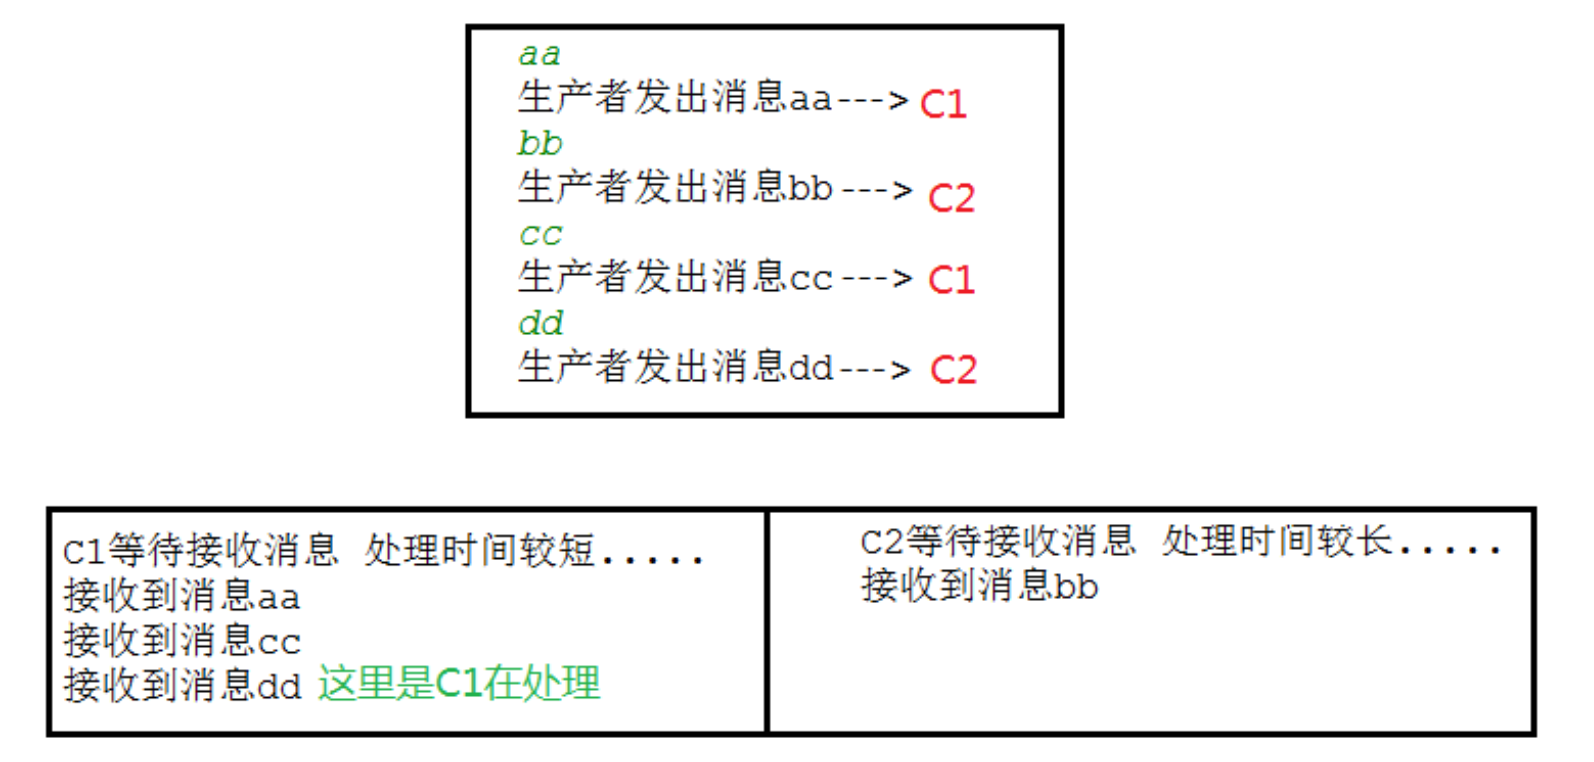 aa
生产者发出消息aa---> C1
bb
生产者发出消息bb---> C2
cc
生产者发出消息cc---> C1
dd
生产者发出消息dd---> C2
C1等待接收消息 处理时间较短.....
接收到消息aa
接收到消息cc
接收到消息dd 这里是C1在处理
C2等待接收消息 处理时间较长.....
接收到消息bb